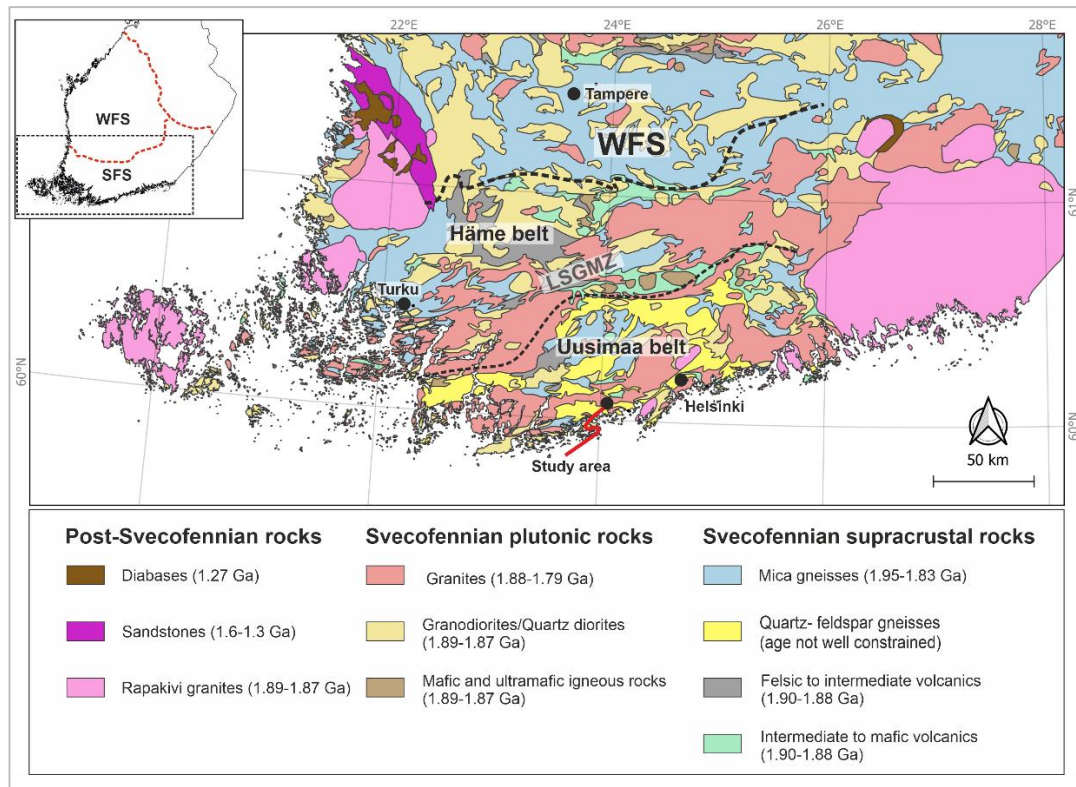 22°E
24°E
26°E
28°E
WFS
SFS
Tampere
WFS
61°N
Häme belt
LSGMZ
Turku
Uusimaa belt
60°N
Helsinki
60°N
Study area
50 km
Post-Svecofennian rocks
Diabases (1.27 Ga)
Sandstones (1.6-1.3 Ga)
Rapakivi granites (1.89-1.87 Ga)
Svecofennian plutonic rocks
Granites (1.88-1.79 Ga)
Granodiorites/Quartz diorites
(1.89-1.87 Ga)
Mafic and ultramafic igneous rocks
(1.89-1.87 Ga)
Svecofennian supracrustal rocks
Mica gneisses (1.95-1.83 Ga)
Quartz- feldspar gneisses
(age not well constrained)
Felsic to intermediate volcanics
(1.90-1.88 Ga)
Intermediate to mafic volcanics
(1.90-1.88 Ga)